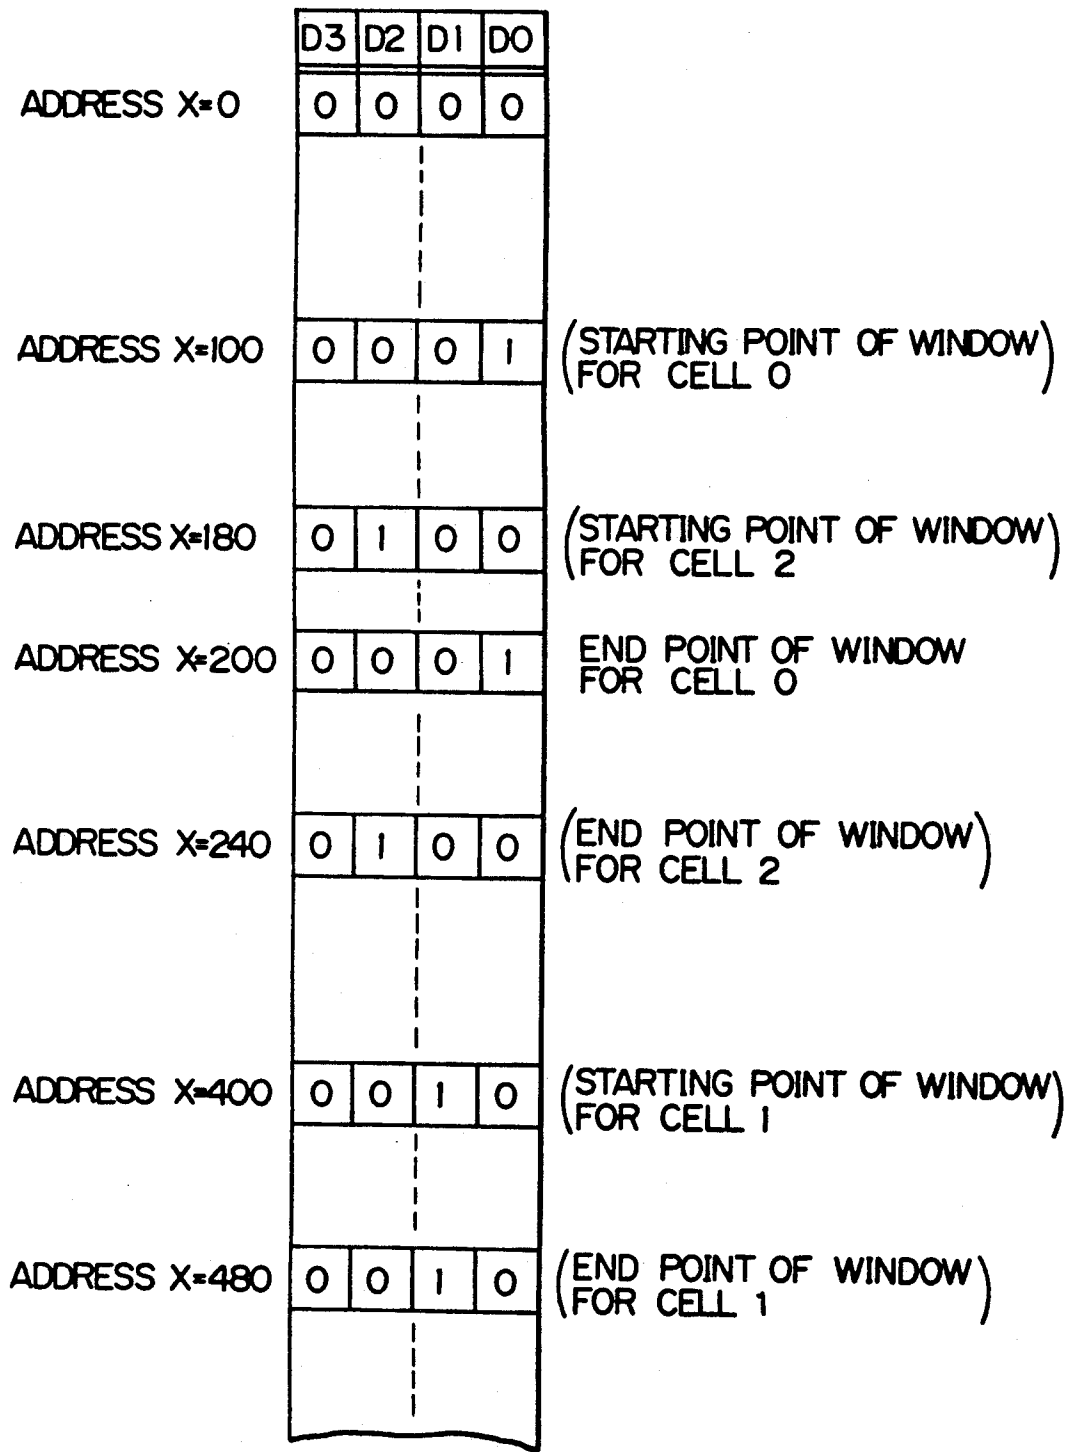 D3 D2 D1 D0
ADDRESS X=0 0 0 0 0
ADDRESS X=100 0 0 0 1 (STARTING POINT OF WINDOW
FOR CELL 0)
ADDRESS X=180 0 1 0 0 (STARTING POINT OF WINDOW
FOR CELL 2)
ADDRESS X=200 0 0 0 1 END POINT OF WINDOW
FOR CELL 0
ADDRESS X=240 0 1 0 0 (END POINT OF WINDOW
FOR CELL 2)
ADDRESS X=400 0 0 1 0 (STARTING POINT OF WINDOW
FOR CELL 1)
ADDRESS X=480 0 0 1 0 (END POINT OF WINDOW
FOR CELL 1)